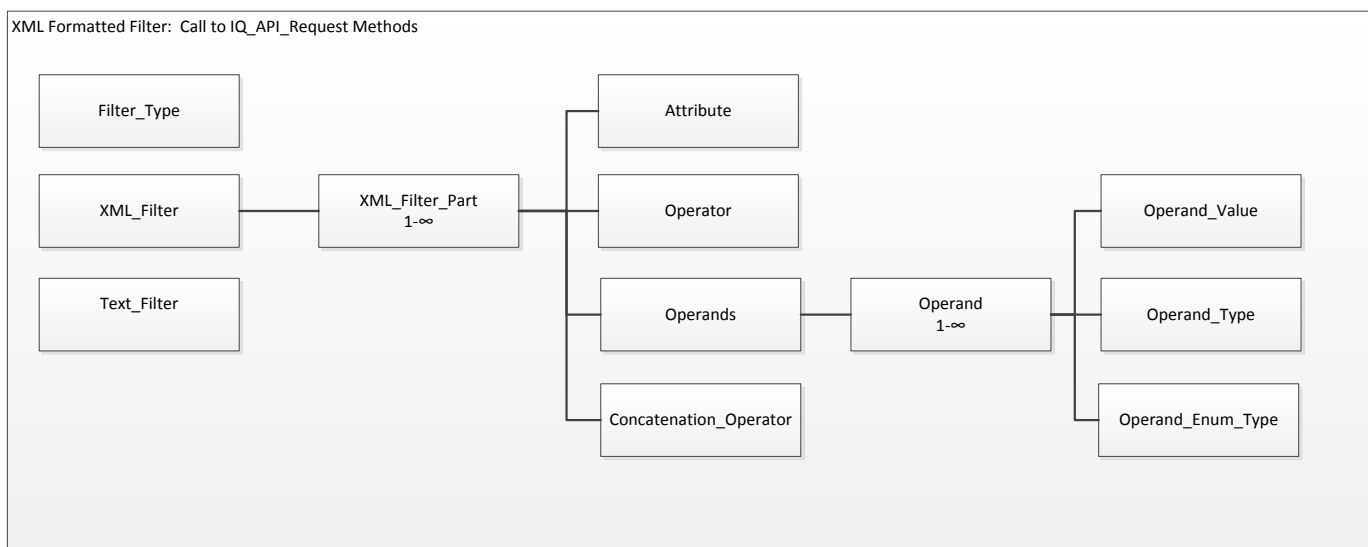 XML Formatted Filter:  Call to IQ_API_Request Methods
Filter_Type
Attribute
XML_Filter
XML_Filter_Part
1-∞
Operator
Operand_Value
Text_Filter
Operands
Operand
1-∞
Operand_Type
Concatenation_Operator
Operand_Enum_Type